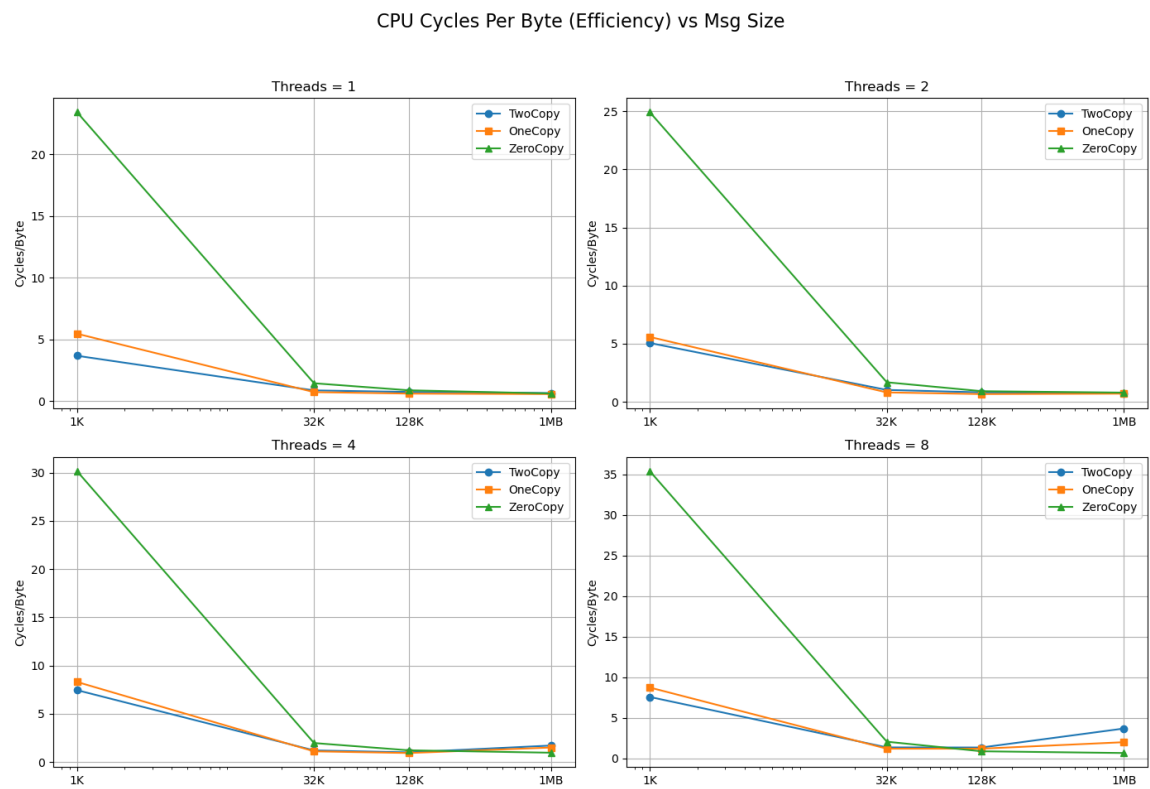 CPU Cycles Per Byte (Efficiency) vs Msg Size
Threads = 1
Cycles/Byte
20
15
10
5
0
1K
32K
128K
1MB
TwoCopy
OneCopy
ZeroCopy
Threads = 2
Cycles/Byte
25
20
15
10
5
0
1K
32K
128K
1MB
TwoCopy
OneCopy
ZeroCopy
Threads = 4
Cycles/Byte
30
25
20
15
10
5
0
1K
32K
128K
1MB
TwoCopy
OneCopy
ZeroCopy
Threads = 8
Cycles/Byte
35
30
25
20
15
10
5
0
1K
32K
128K
1MB
TwoCopy
OneCopy
ZeroCopy